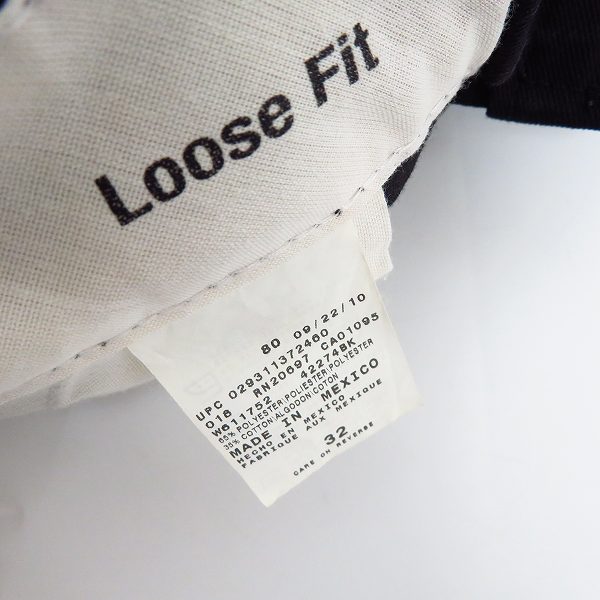 Loose Fit
80 09/22/10
UPC 029311372460
018 RN20697 CA01095
W611752 42274BK
65% POLYESTER|POLIESTER|POLYESTER
35% COTTON|ALGODON|COTON
MADE IN MEXICO
HECHO EN MEXICO
FABRIQUE AUX MEXIQUE
32
CARE ON REVERSE